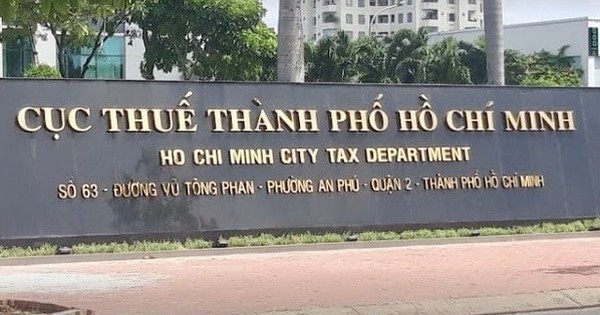 CỤC THUẾ THÀNH PHỐ HỒ CHÍ MINH
HO CHI MINH CITY TAX DEPARTMENT
SỐ 63 - ĐƯỜNG VŨ TÔNG PHAN - PHƯỜNG AN PHÚ - QUẬN 2 - THÀNH PHỐ HỒ CHÍ MINH